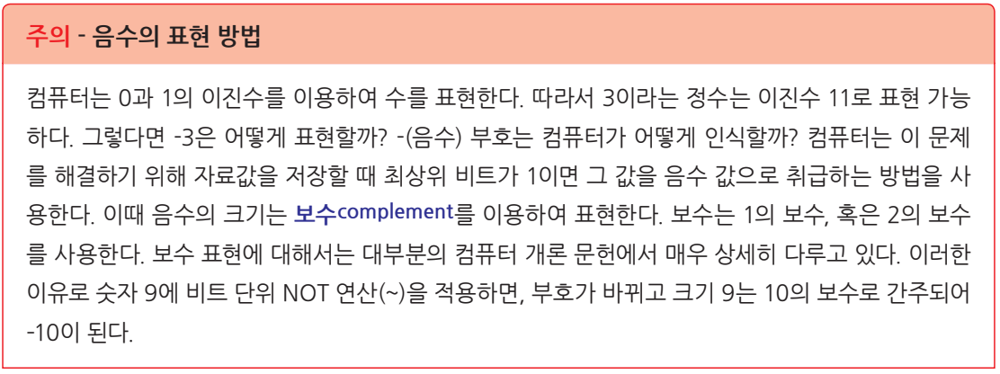 주의 - 음수의 표현 방법
컴퓨터는 0과 1의 이진수를 이용하여 수를 표현한다. 따라서 3이라는 정수는 이진수 11로 표현 가능
하다. 그렇다면 -3은 어떻게 표현할까? -(음수) 부호는 컴퓨터가 어떻게 인식할까? 컴퓨터는 이 문제
를 해결하기 위해 자료값을 저장할 때 최상위 비트가 1이면 그 값을 음수 값으로 취급하는 방법을 사
용한다. 이때 음수의 크기는 보수complement를 이용하여 표현한다. 보수는 1의 보수, 혹은 2의 보수
를 사용한다. 보수 표현에 대해서는 대부분의 컴퓨터 개론 문헌에서 매우 상세히 다루고 있다. 이러한
이유로 숫자 9에 비트 단위 NOT 연산(~)을 적용하면, 부호가 바뀌고 크기 9는 10의 보수로 간주되어
-10이 된다.